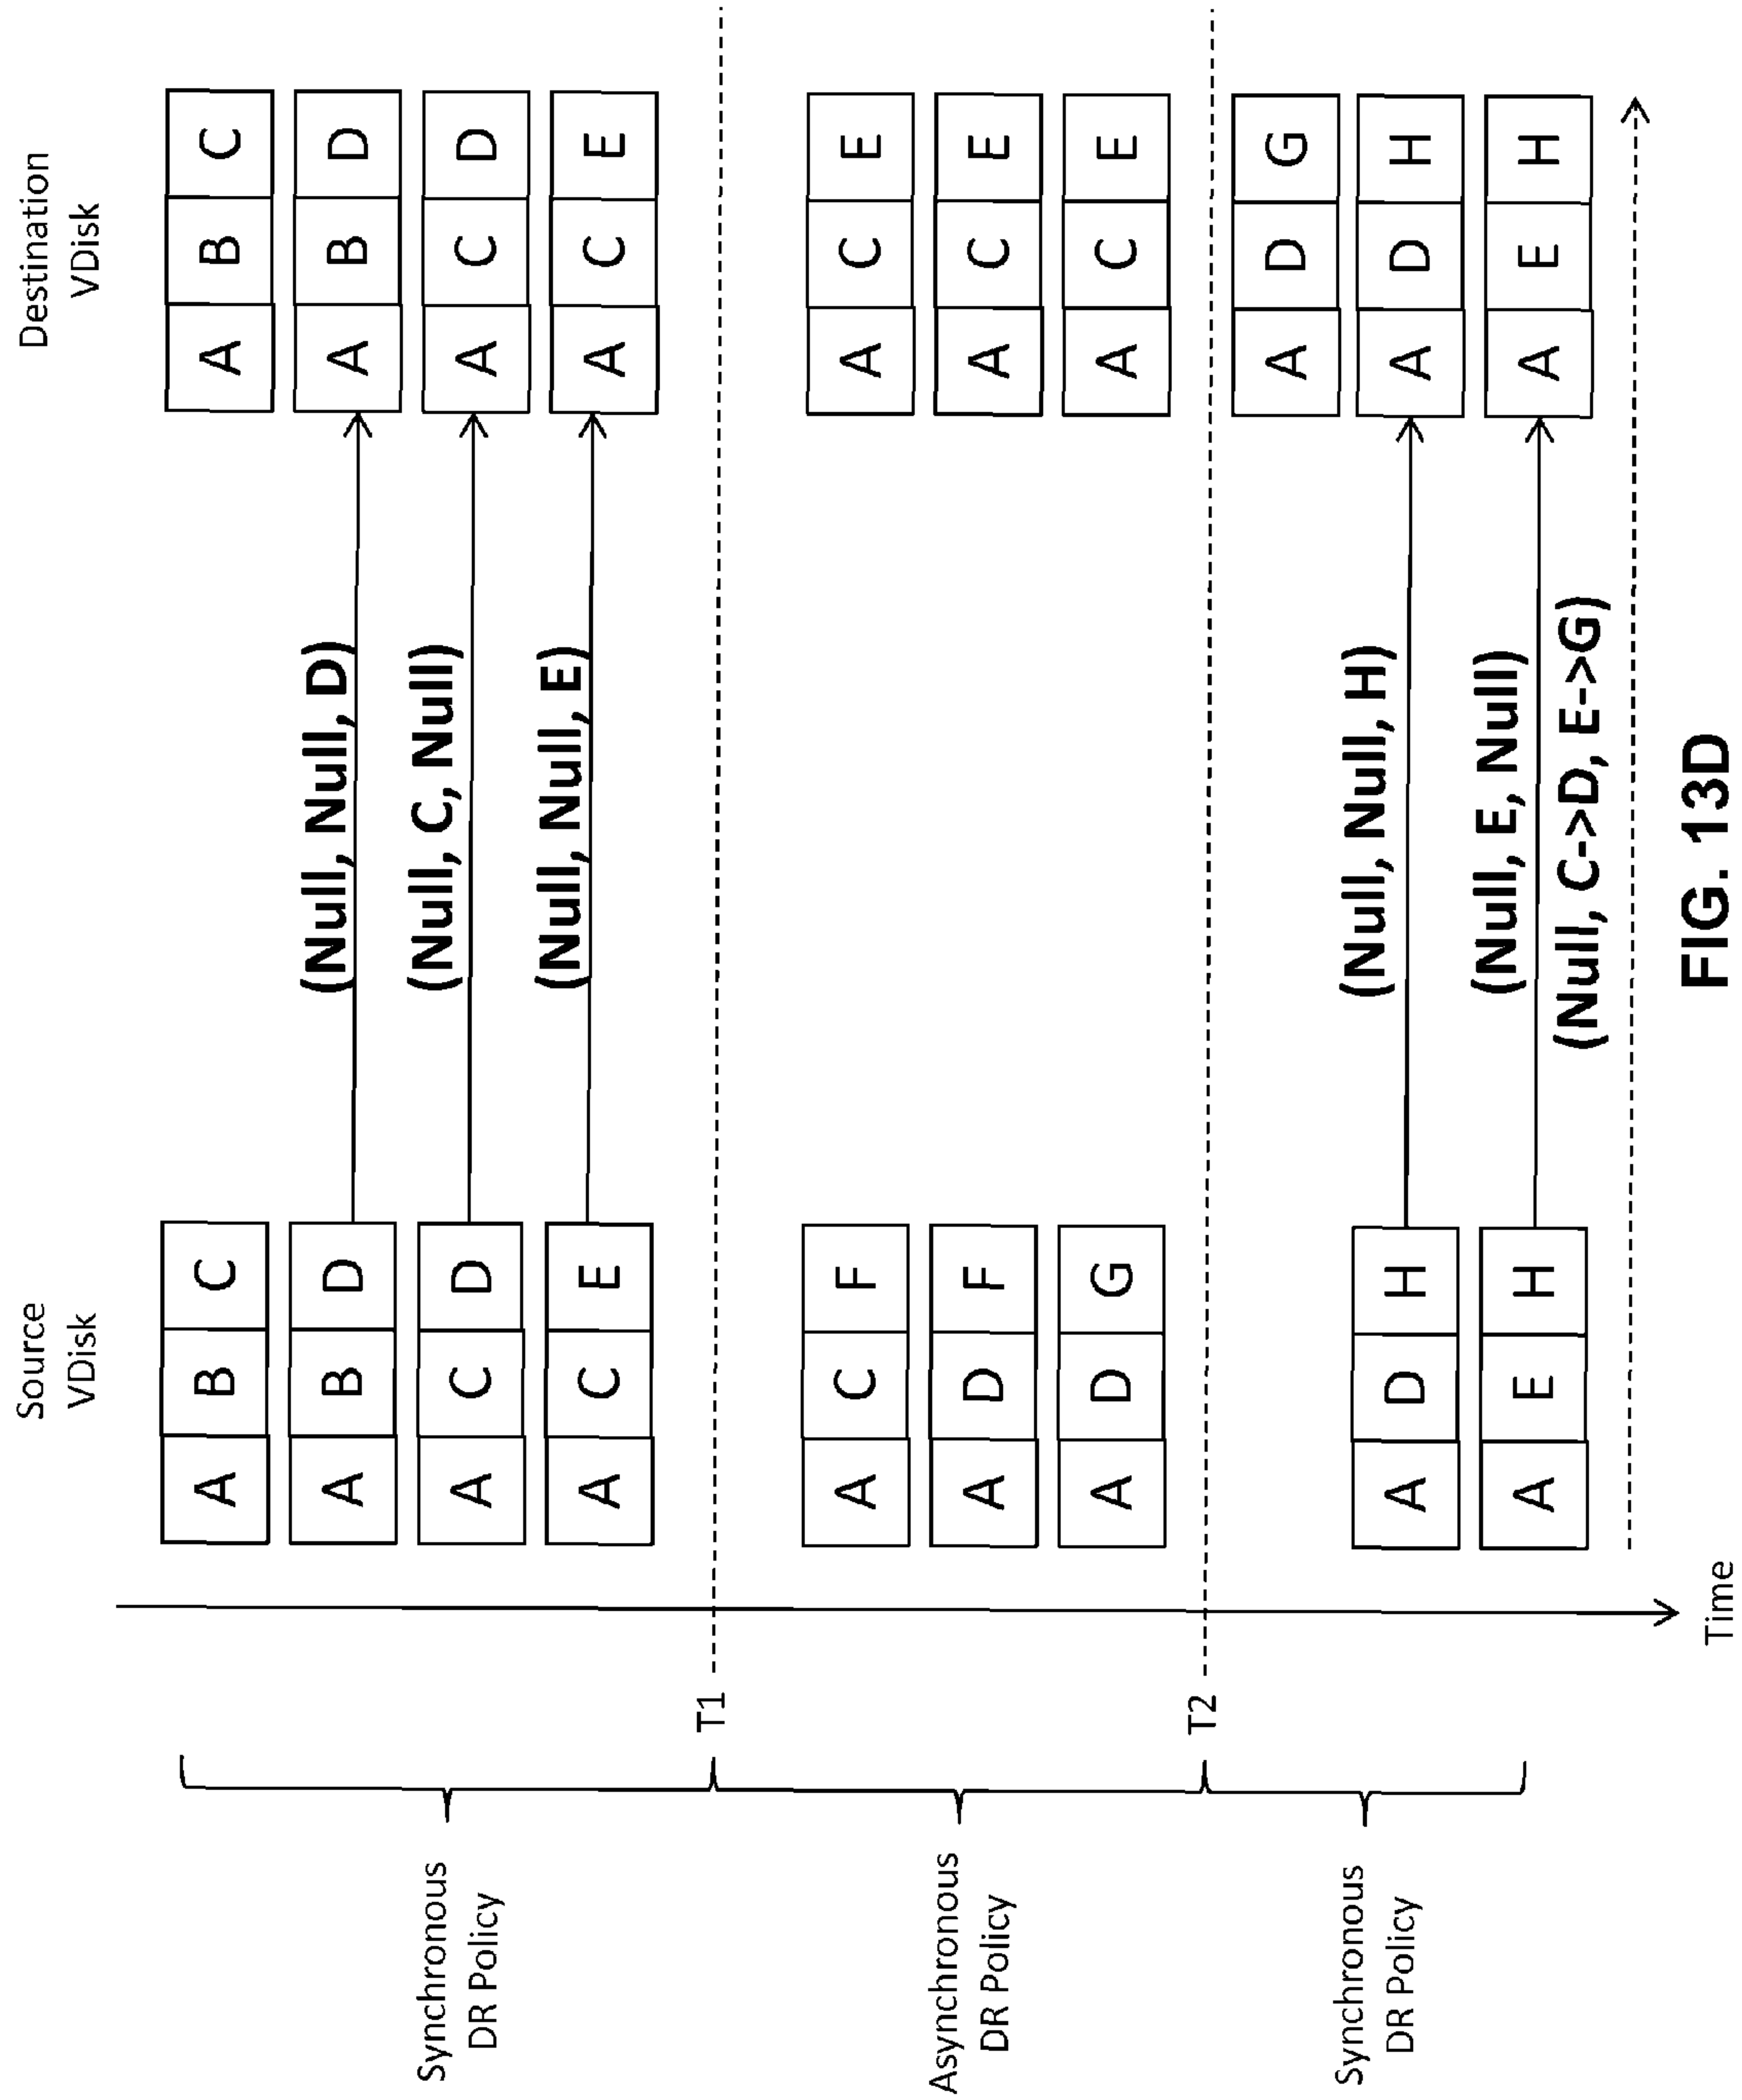 Source
VDisk
Destination
VDisk
Synchronous
DR Policy
A B C
A B C
A B D
(Null, Null, D)
A B D
A C D
(Null, C, Null)
A C D
A C E
(Null, Null, E)
A C E
T1
Asynchronous
DR Policy
A C F
A C E
A D F
A C E
A D G
A C E
T2
Synchronous
DR Policy
A D G
A D H
(Null, Null, H)
A D H
A E H
(Null, E, Null)
A E H
(Null, C->D, E->G)
Time
FIG. 13D